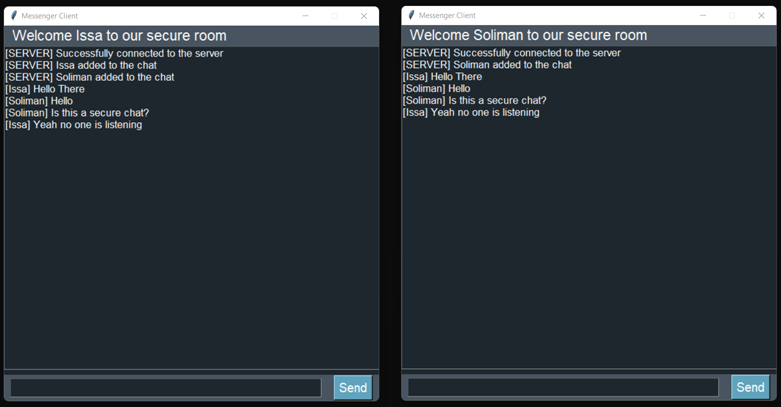 Messenger Client
Welcome Issa to our secure room
[SERVER] Successfully connected to the server
[SERVER] Issa added to the chat
[SERVER] Soliman added to the chat
[Issa] Hello There
[Soliman] Hello
[Soliman] Is this a secure chat?
[Issa] Yeah no one is listening
Send
Messenger Client
Welcome Soliman to our secure room
[SERVER] Successfully connected to the server
[SERVER] Soliman added to the chat
[Issa] Hello There
[Soliman] Hello
[Soliman] Is this a secure chat?
[Issa] Yeah no one is listening
Send